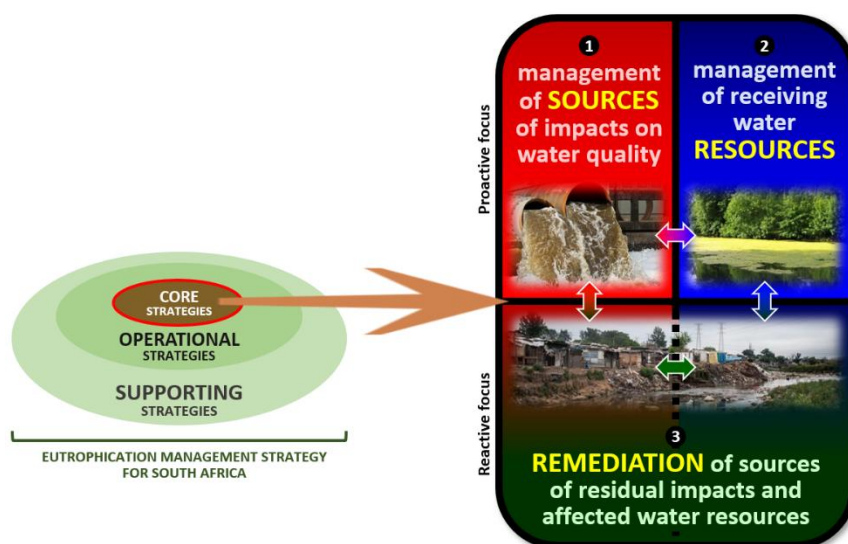 CORE
STRATEGIES
OPERATIONAL
STRATEGIES
SUPPORTING
STRATEGIES
EUTROPHICATION MANAGEMENT STRATEGY
FOR SOUTH AFRICA
Proactive focus
Reactive focus
1
management
of SOURCES
of impacts on
water quality
2
management
of receiving
water
RESOURCES
3
REMEDIATION of sources
of residual impacts and
affected water resources